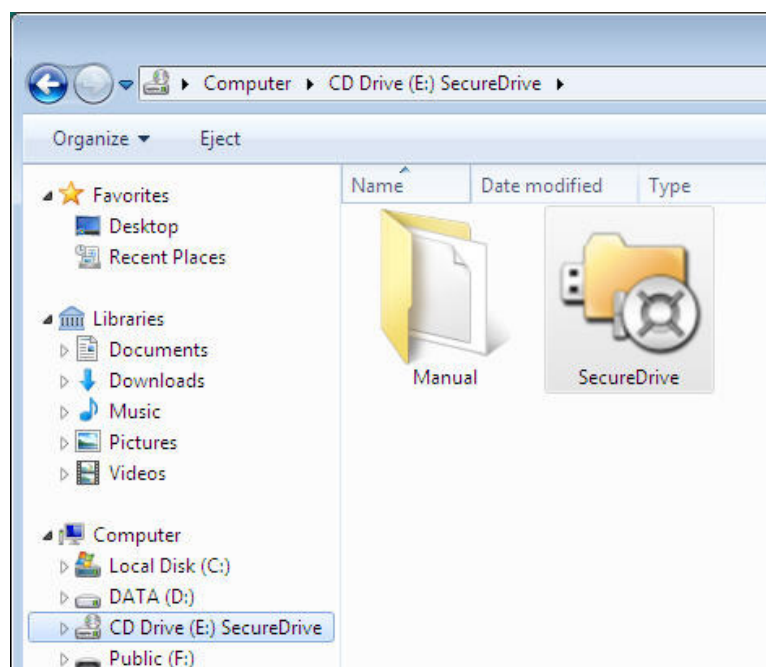 Computer CD Drive (E:) SecureDrive
Organize Eject
Name Date modified Type
Favorites
Desktop
Recent Places
Libraries
Documents
Downloads
Music
Pictures
Videos
Computer
Local Disk (C:)
DATA (D:)
CD Drive (E:) SecureDrive
Public (F:)
Manual
SecureDrive